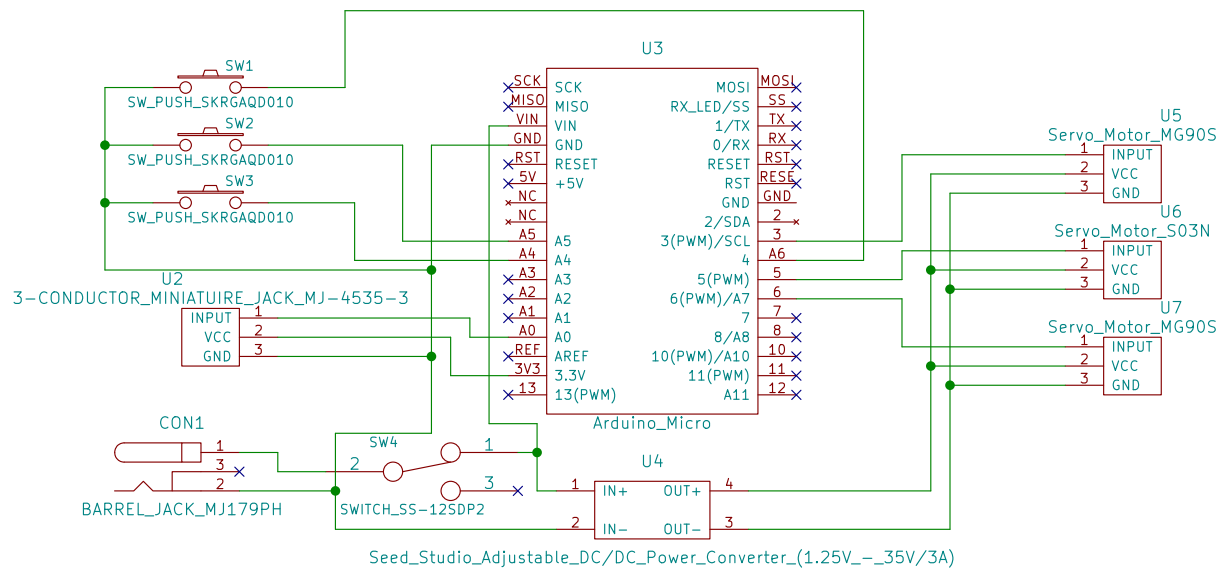 U3
SW1
SW_PUSH_SKRGAQD010
SW2
SW_PUSH_SKRGAQD010
SW3
SW_PUSH_SKRGAQD010
SCK SCK
MISO MISO
VIN VIN
GND GND
RST RESET
5V +5V
NC
NC
A5 A5
A4 A4
A3 A3
A2 A2
A1 A1
A0 A0
REF AREF
3V3 3.3V
13 13(PWM)
MOSI MOSI
RX_LED/SS SS
1/TX TX
0/RX RX
RESET RST
RST RESE
GND GND
2/SDA 2
3(PWM)/SCL 3
4 A6
5(PWM) 5
6(PWM)/A7 6
7 7
8/A8 8
10(PWM)/A10 10
11(PWM) 11
A11 12
Arduino_Micro
U5
Servo_Motor_MG90S
1 INPUT
2 VCC
3 GND
U6
Servo_Motor_S03N
1 INPUT
2 VCC
3 GND
U7
Servo_Motor_MG90S
1 INPUT
2 VCC
3 GND
U2
3-CONDUCTOR_MINIATUIRE_JACK_MJ-4535-3
INPUT 1
VCC 2
GND 3
CON1
1
3
2
BARREL_JACK_MJ179PH
SW4
1
2
3
SWITCH_SS-12SDP2
U4
1 IN+ OUT+ 4
2 IN- OUT- 3
Seed_Studio_Adjustable_DC/DC_Power_Converter_(1.25V_-_35V/3A)